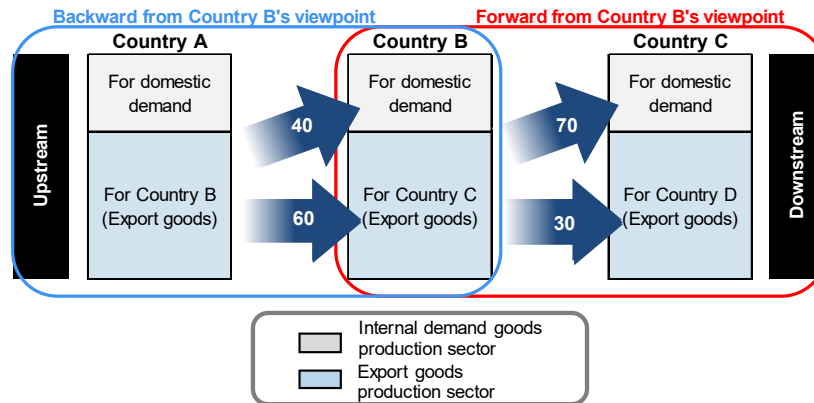 Backward from Country B's viewpoint
Forward from Country B's viewpoint
Country A
Country B
Country C
Upstream
For domestic
demand
For Country B
(Export goods)
40
60
For domestic
demand
For Country C
(Export goods)
70
30
For domestic
demand
For Country D
(Export goods)
Downstream
Internal demand goods
production sector
Export goods
production sector